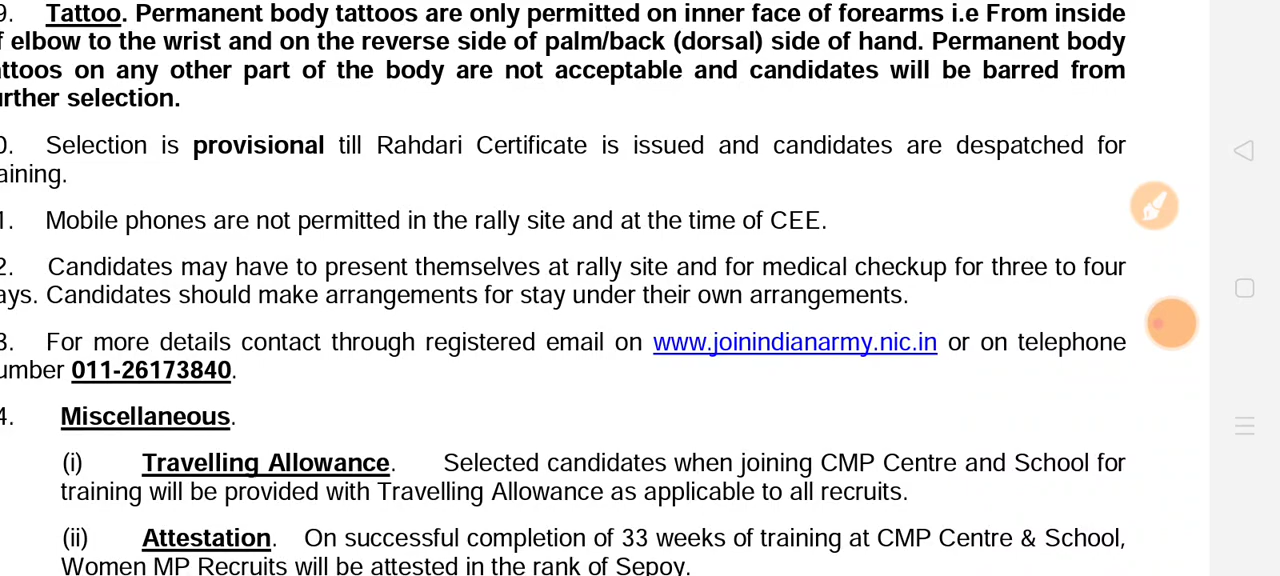 9. Tattoo. Permanent body tattoos are only permitted on inner face of forearms i.e From inside
f elbow to the wrist and on the reverse side of palm/back (dorsal) side of hand. Permanent body
ttoos on any other part of the body are not acceptable and candidates will be barred from
rther selection.
0. Selection is provisional till Rahdari Certificate is issued and candidates are despatched for
aining.
1. Mobile phones are not permitted in the rally site and at the time of CEE.
2. Candidates may have to present themselves at rally site and for medical checkup for three to four
ays. Candidates should make arrangements for stay under their own arrangements.
3. For more details contact through registered email on www.joinindianarmy.nic.in or on telephone
umber 011-26173840.
4. Miscellaneous.
(i) Travelling Allowance. Selected candidates when joining CMP Centre and School for
training will be provided with Travelling Allowance as applicable to all recruits.
(ii) Attestation. On successful completion of 33 weeks of training at CMP Centre & School,
Women MP Recruits will be attested in the rank of Sepoy.